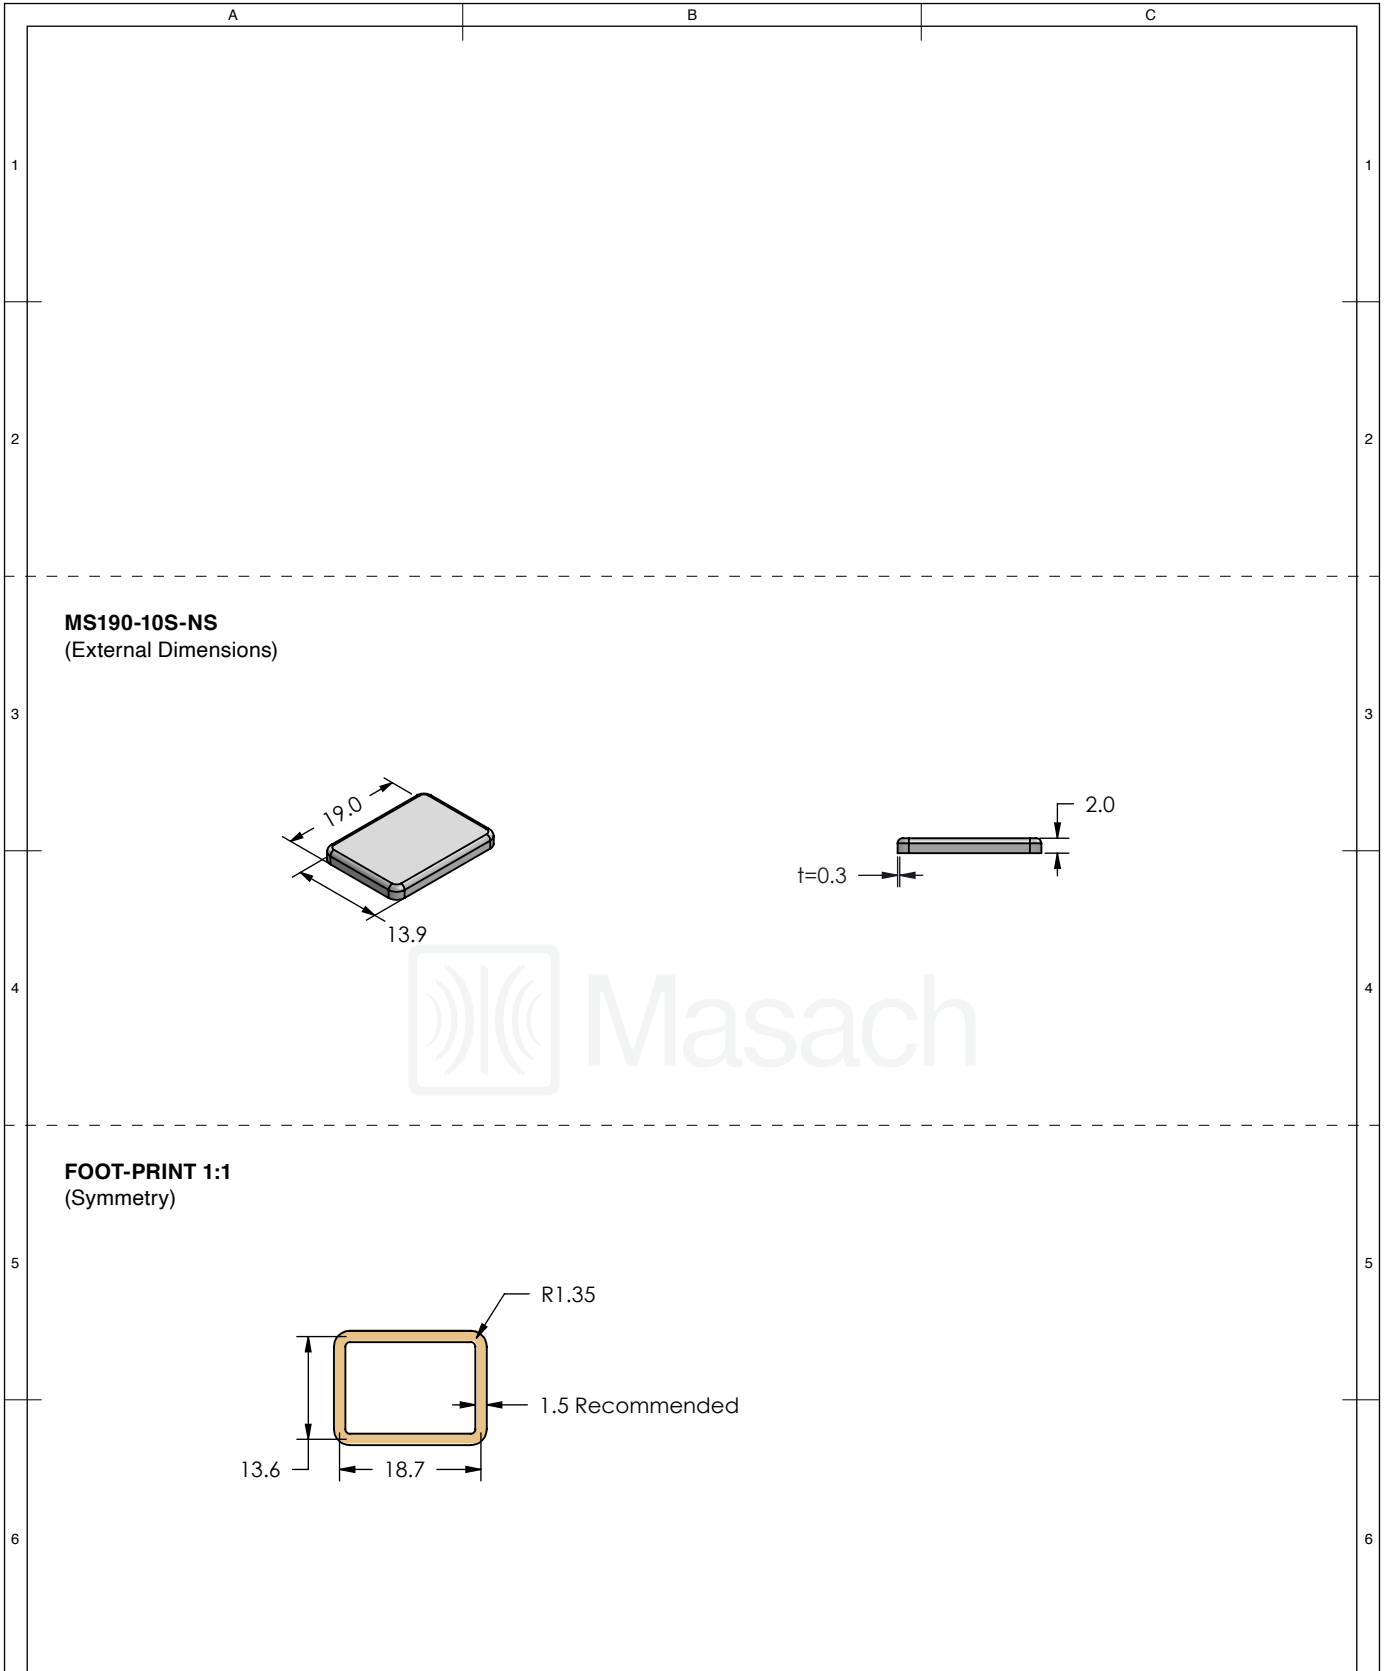 A B C
1 1
2 2
MS190-10S-NS
(External Dimensions)
3 3
19.0
2.0
t=0.3
13.9
4 4
Masach
FOOT-PRINT 1:1
(Symmetry)
5 5
R1.35
1.5 Recommended
13.6 18.7
6 6